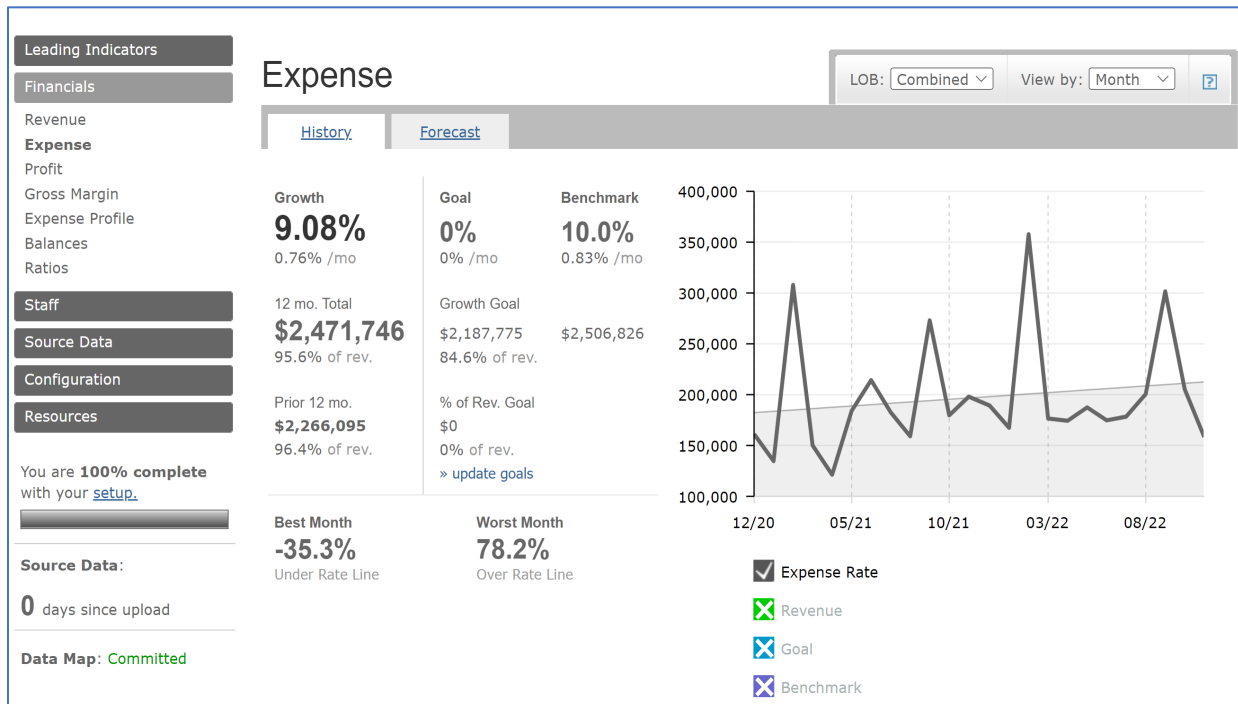 Leading Indicators
Financials
Revenue
Expense
Profit
Gross Margin
Expense Profile
Balances
Ratios
Staff
Source Data
Configuration
Resources
You are 100% complete
with your setup.
Source Data:
0 days since upload
Data Map: Committed
Expense
LOB: Combined
View by: Month
?
History
Forecast
Growth
9.08%
0.76% /mo
Goal
0%
0% /mo
Benchmark
10.0%
0.83% /mo
12 mo. Total
$2,471,746
95.6% of rev.
Growth Goal
$2,187,775
84.6% of rev.
$2,506,826
Prior 12 mo.
$2,266,095
96.4% of rev.
% of Rev. Goal
$0
0% of rev.
» update goals
Best Month
-35.3%
Under Rate Line
Worst Month
78.2%
Over Rate Line
400,000
350,000
300,000
250,000
200,000
150,000
100,000
12/20
05/21
10/21
03/22
08/22
Expense Rate
Revenue
Goal
Benchmark